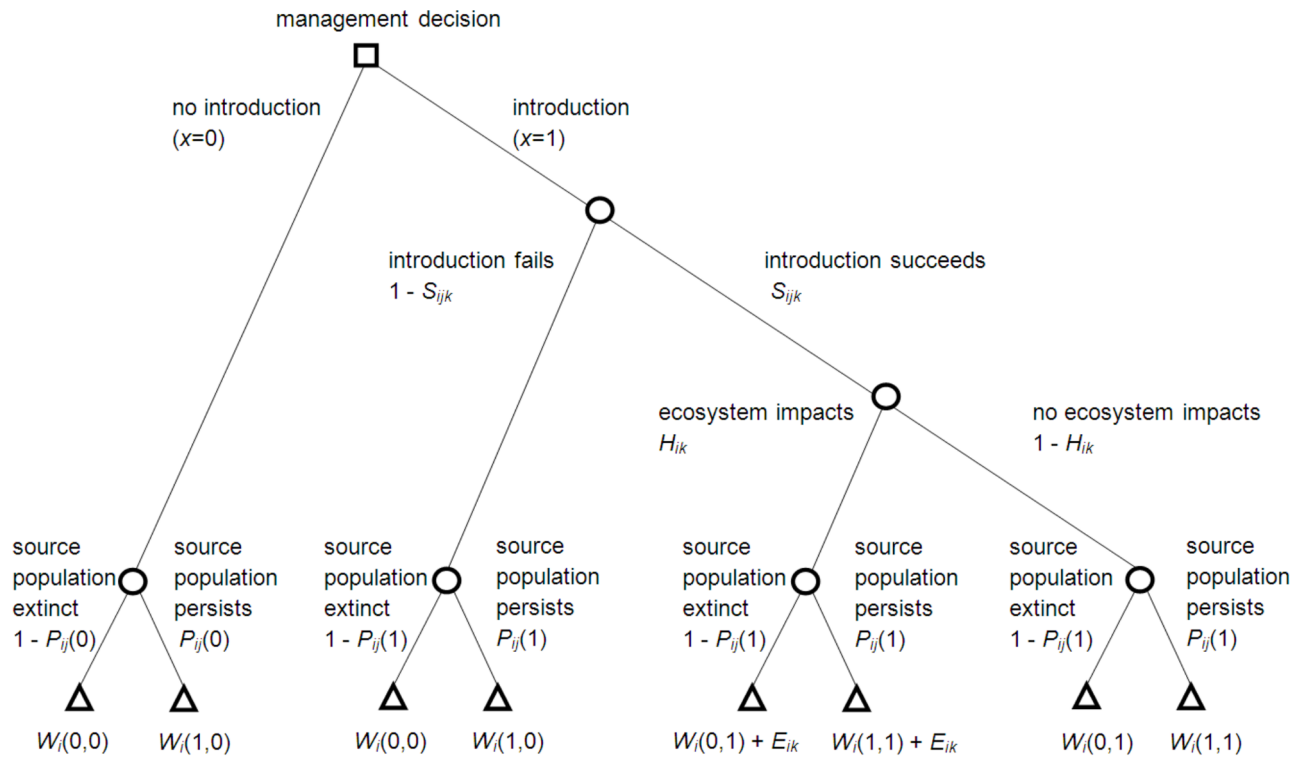 management decision
no introduction
(x=0)
introduction
(x=1)
introduction fails
1 - Sijk
introduction succeeds
Sijk
ecosystem impacts
Hik
no ecosystem impacts
1 - Hik
source
population
extinct
1 - Pij(0)
source
population
persists
Pij(0)
source
population
extinct
1 - Pij(1)
source
population
persists
Pij(1)
source
population
extinct
1 - Pij(1)
source
population
persists
Pij(1)
source
population
extinct
1 - Pij(1)
source
population
persists
Pij(1)
Wi(0,0)
Wi(1,0)
Wi(0,0)
Wi(1,0)
Wi(0,1) + Eik
Wi(1,1) + Eik
Wi(0,1)
Wi(1,1)